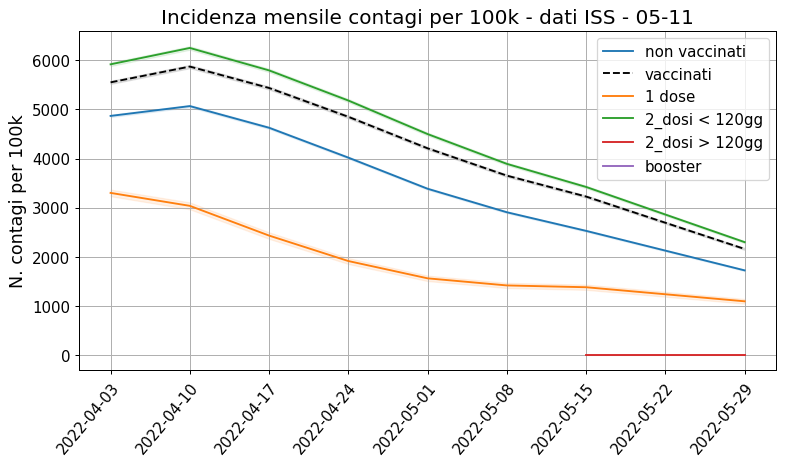 Incidenza mensile contagi per 100k - dati ISS - 05-11
N. contagi per 100k
6000
5000
4000
3000
2000
1000
0
non vaccinati
vaccinati
1 dose
2_dosi < 120gg
2_dosi > 120gg
booster
2022-04-03
2022-04-10
2022-04-17
2022-04-24
2022-05-01
2022-05-08
2022-05-15
2022-05-22
2022-05-29